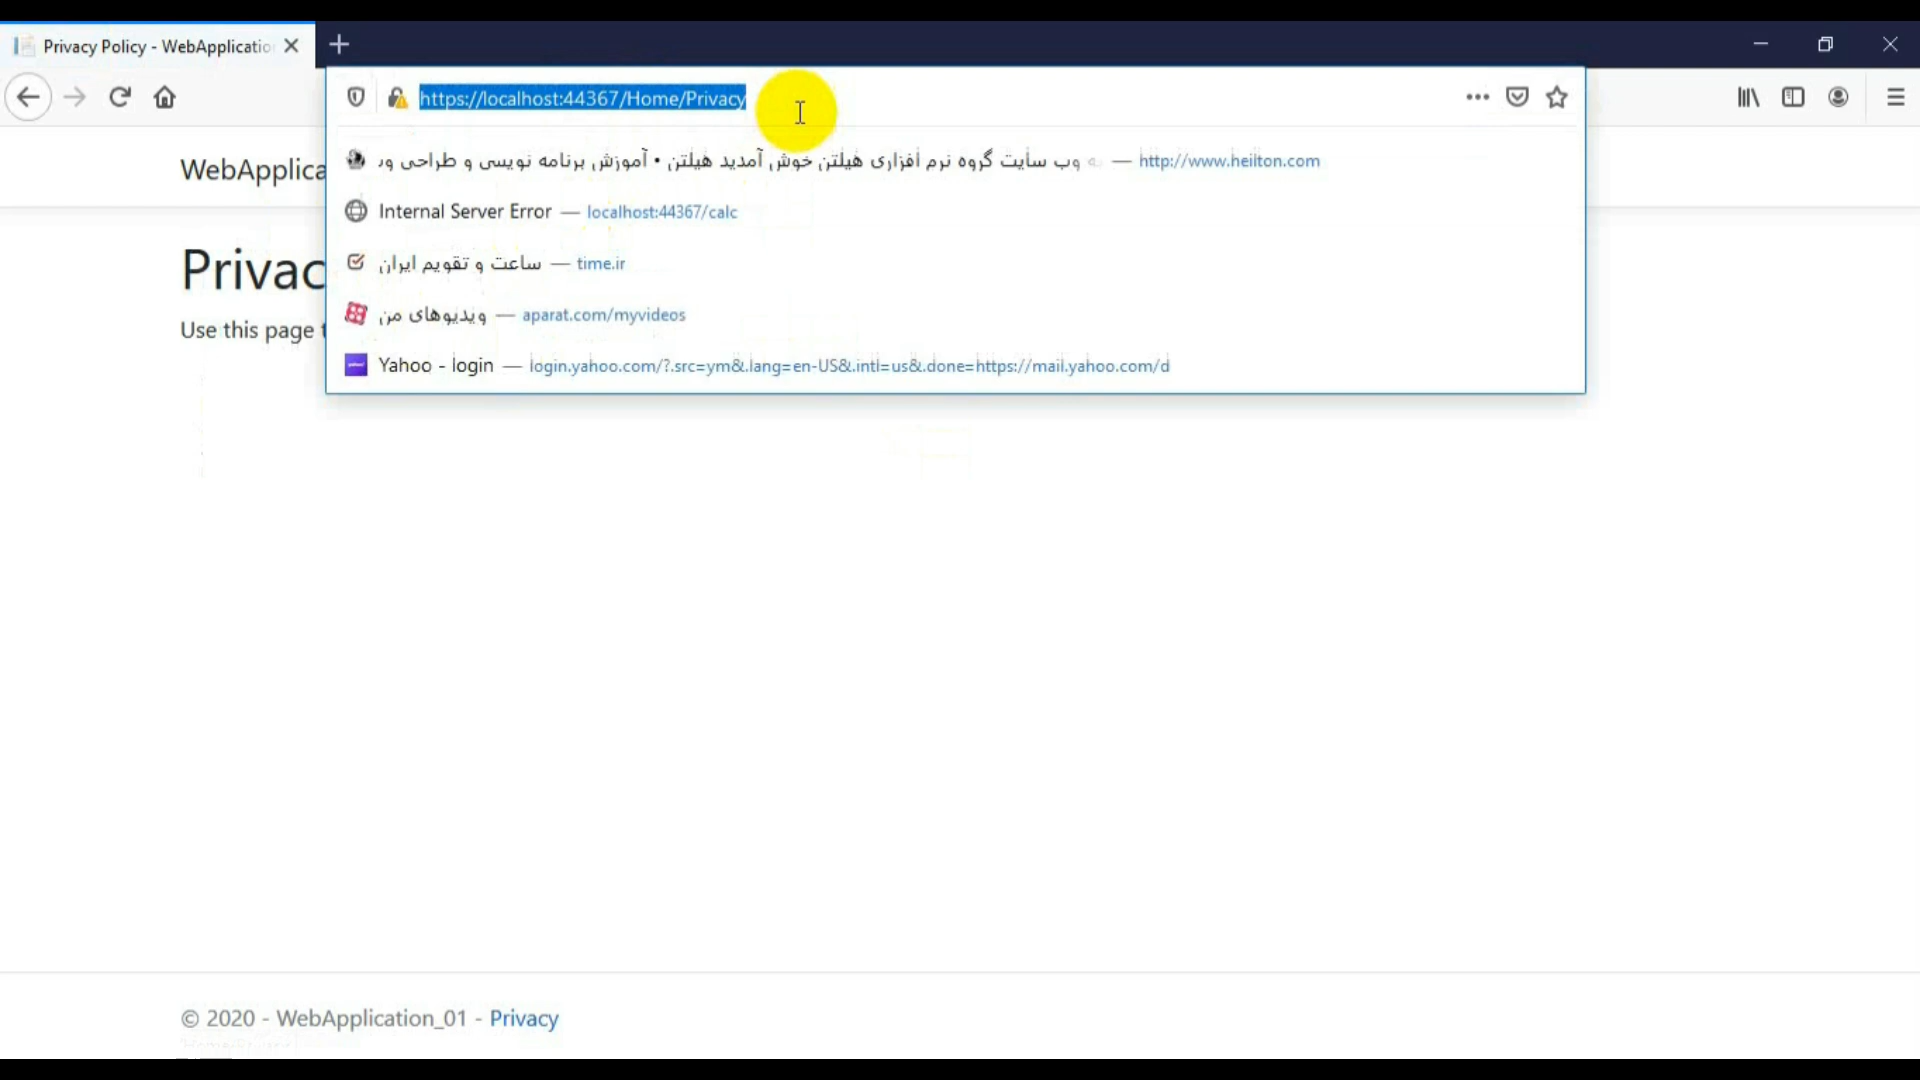 Privacy Policy - WebApplicatio
https://localhost:44367/Home/Privacy
WebApplica
وب سایت گروه نرم افزاری هیلتن خوش آمدید هیلتن • آموزش برنامه نویسی و طراحی — http://www.heilton.com
Internal Server Error — localhost:44367/calc
ساعت و تقویم ایران — time.ir
ویدیوهای من — aparat.com/myvideos
Yahoo - login — login.yahoo.com/?.src=ym&.lang=en-US&.intl=us&.done=https://mail.yahoo.com/d
Privac
Use this page
© 2020 - WebApplication_01 - Privacy